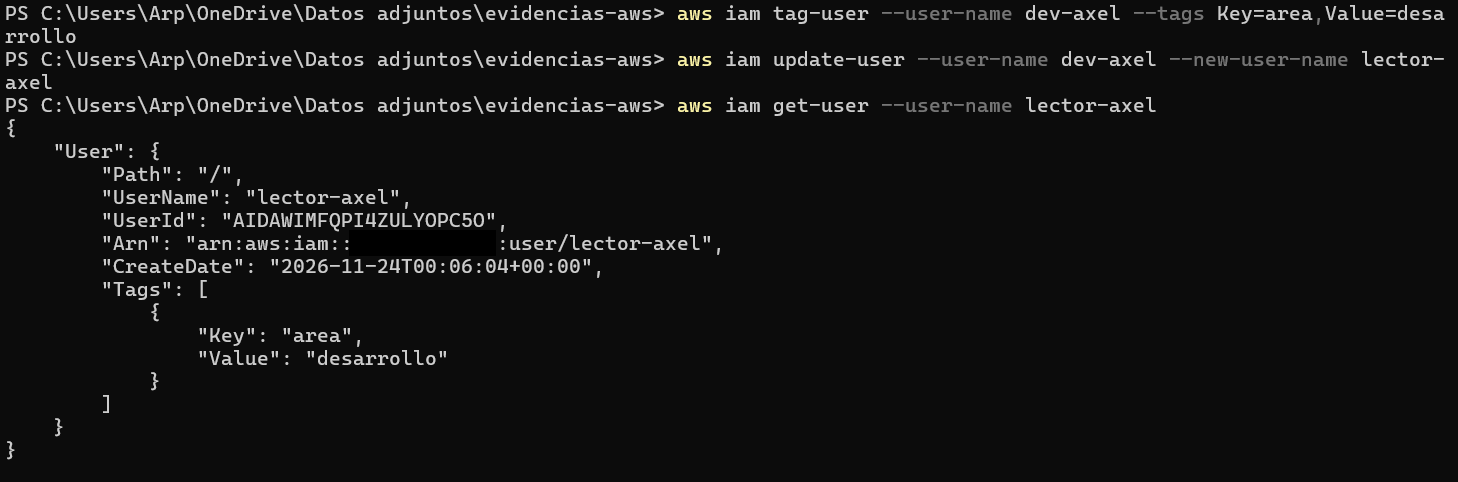 PS C:\Users\Arp\OneDrive\Datos adjuntos\evidencias-aws> aws iam tag-user --user-name dev-axel --tags Key=area,Value=desa
rrollo
PS C:\Users\Arp\OneDrive\Datos adjuntos\evidencias-aws> aws iam update-user --user-name dev-axel --new-user-name lector-
axel
PS C:\Users\Arp\OneDrive\Datos adjuntos\evidencias-aws> aws iam get-user --user-name lector-axel
{
    "User": {
        "Path": "/",
        "UserName": "lector-axel",
        "UserId": "AIDAWIMFQPI4ZULYOPC5O",
        "Arn": "arn:aws:iam:::user/lector-axel",
        "CreateDate": "2026-11-24T00:06:04+00:00",
        "Tags": [
            {
                "Key": "area",
                "Value": "desarrollo"
            }
        ]
    }
}